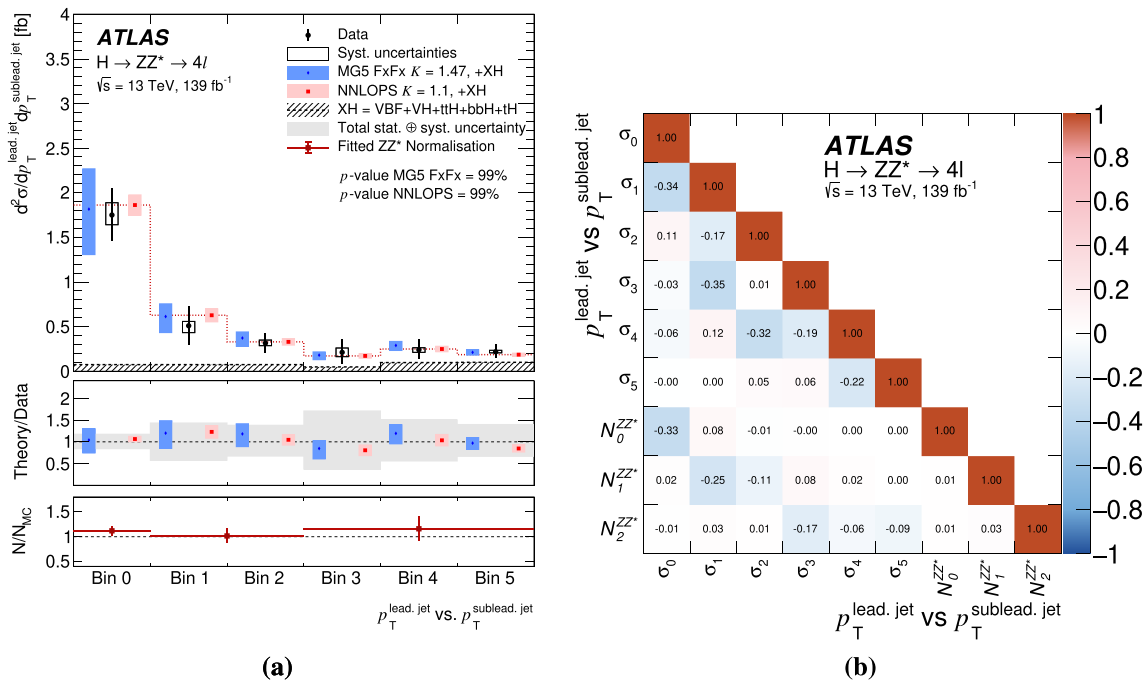 d²σ/dp_T^lead. jet dp_T^sublead. jet [fb]
4
3.5
3
2.5
2
1.5
1
0.5
0
ATLAS
H → ZZ* → 4l
√s = 13 TeV, 139 fb⁻¹
Data
Syst. uncertainties
MG5 FxFx K = 1.47, +XH
NNLOPS K = 1.1, +XH
XH = VBF+VH+ttH+bbH+tH
Total stat. ⊕ syst. uncertainty
Fitted ZZ* Normalisation
p-value MG5 FxFx = 99%
p-value NNLOPS = 99%
Theory/Data
2
1.5
1
0.5
N/N_MC
1.5
1
0.5
Bin 0 Bin 1 Bin 2 Bin 3 Bin 4 Bin 5
p_T^lead. jet vs. p_T^sublead. jet
(a)
p_T^lead. jet vs p_T^sublead. jet
ATLAS
H → ZZ* → 4l
√s = 13 TeV, 139 fb⁻¹
σ₀ 1.00
σ₁ -0.34 1.00
σ₂ 0.11 -0.17 1.00
σ₃ -0.03 -0.35 0.01 1.00
σ₄ -0.06 0.12 -0.32 -0.19 1.00
σ₅ -0.00 0.00 0.05 0.06 -0.22 1.00
N_0^ZZ* -0.33 0.08 -0.01 -0.00 0.00 0.00 1.00
N_1^ZZ* 0.02 -0.25 -0.11 0.08 0.02 0.00 0.01 1.00
N_2^ZZ* -0.01 0.03 0.01 -0.17 -0.06 -0.09 0.01 0.03 1.00
σ₀ σ₁ σ₂ σ₃ σ₄ σ₅ N_0^ZZ* N_1^ZZ* N_2^ZZ*
p_T^lead. jet vs p_T^sublead. jet
1
0.8
0.6
0.4
0.2
0
−0.2
−0.4
−0.6
−0.8
−1
(b)